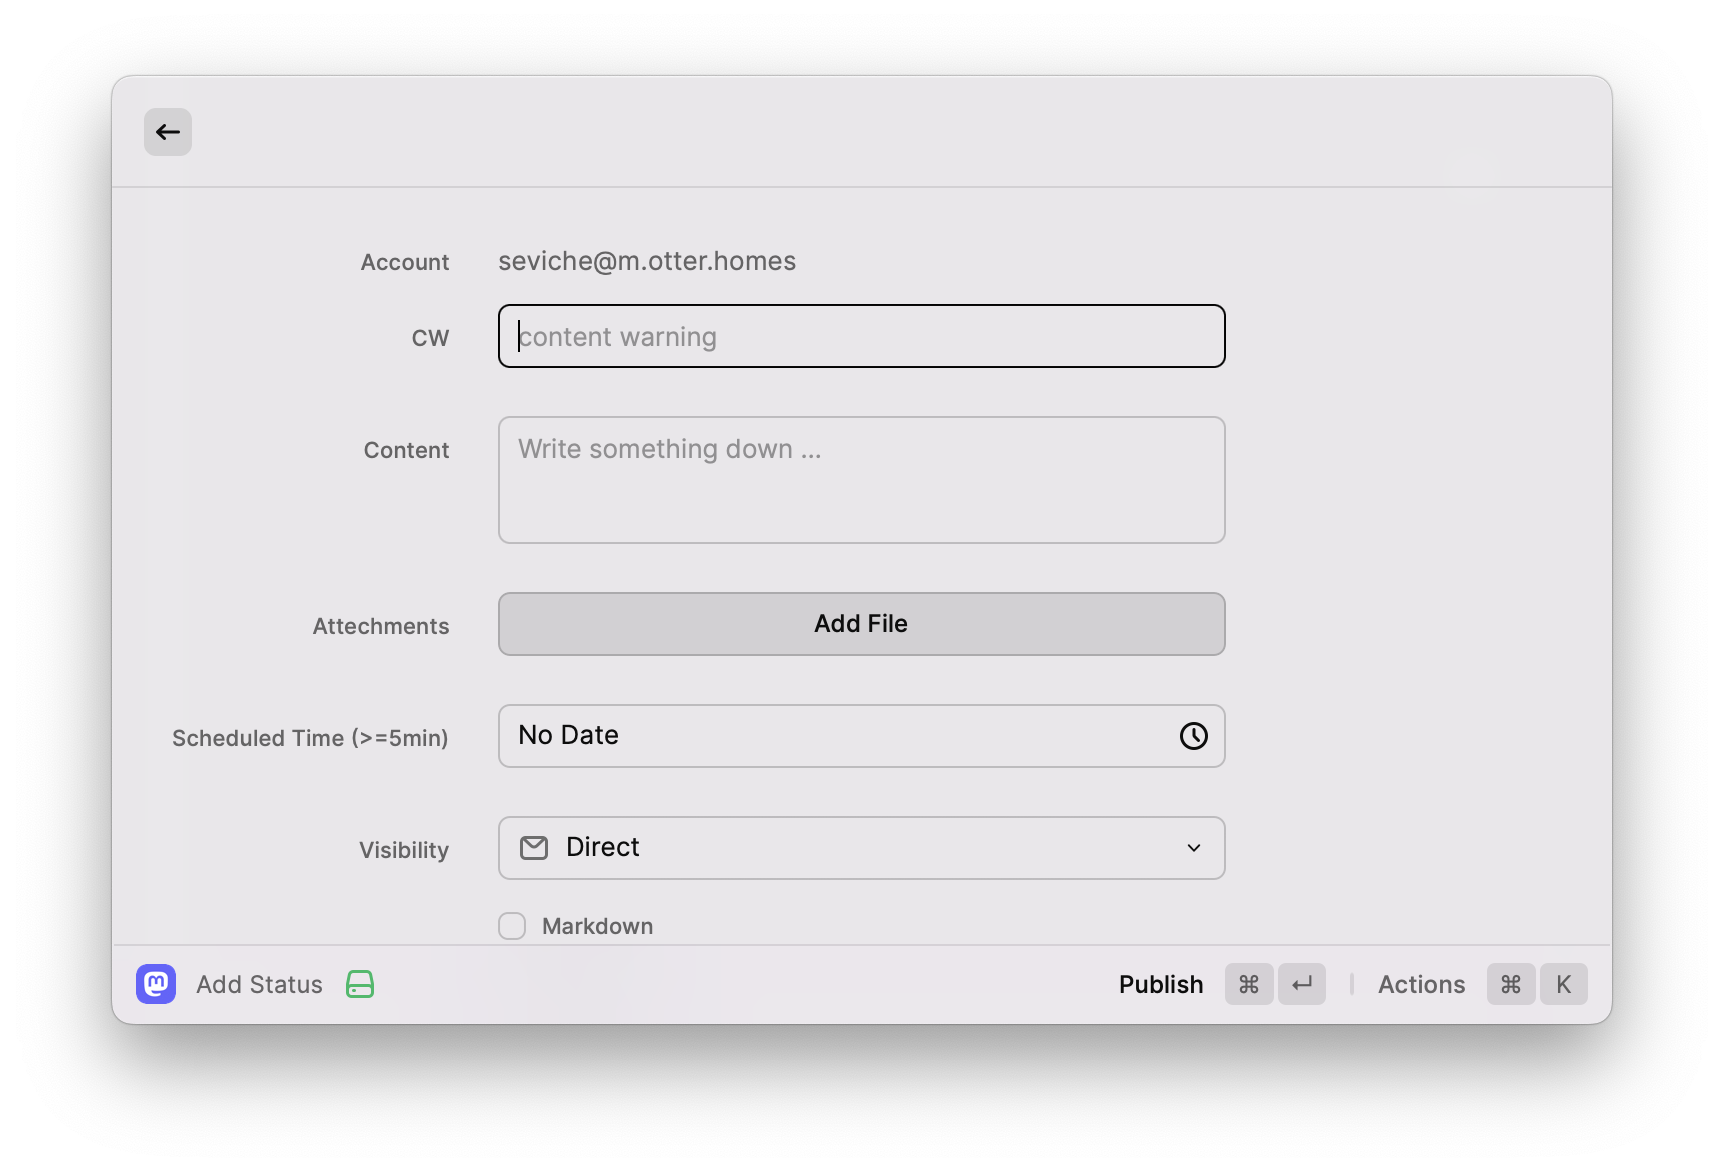 Account seviche@m.otter.homes
CW content warning
Content Write something down ...
Attechments Add File
Scheduled Time (>=5min) No Date
Visibility Direct
Markdown
Add Status Publish ⌘ ↵ Actions ⌘ K